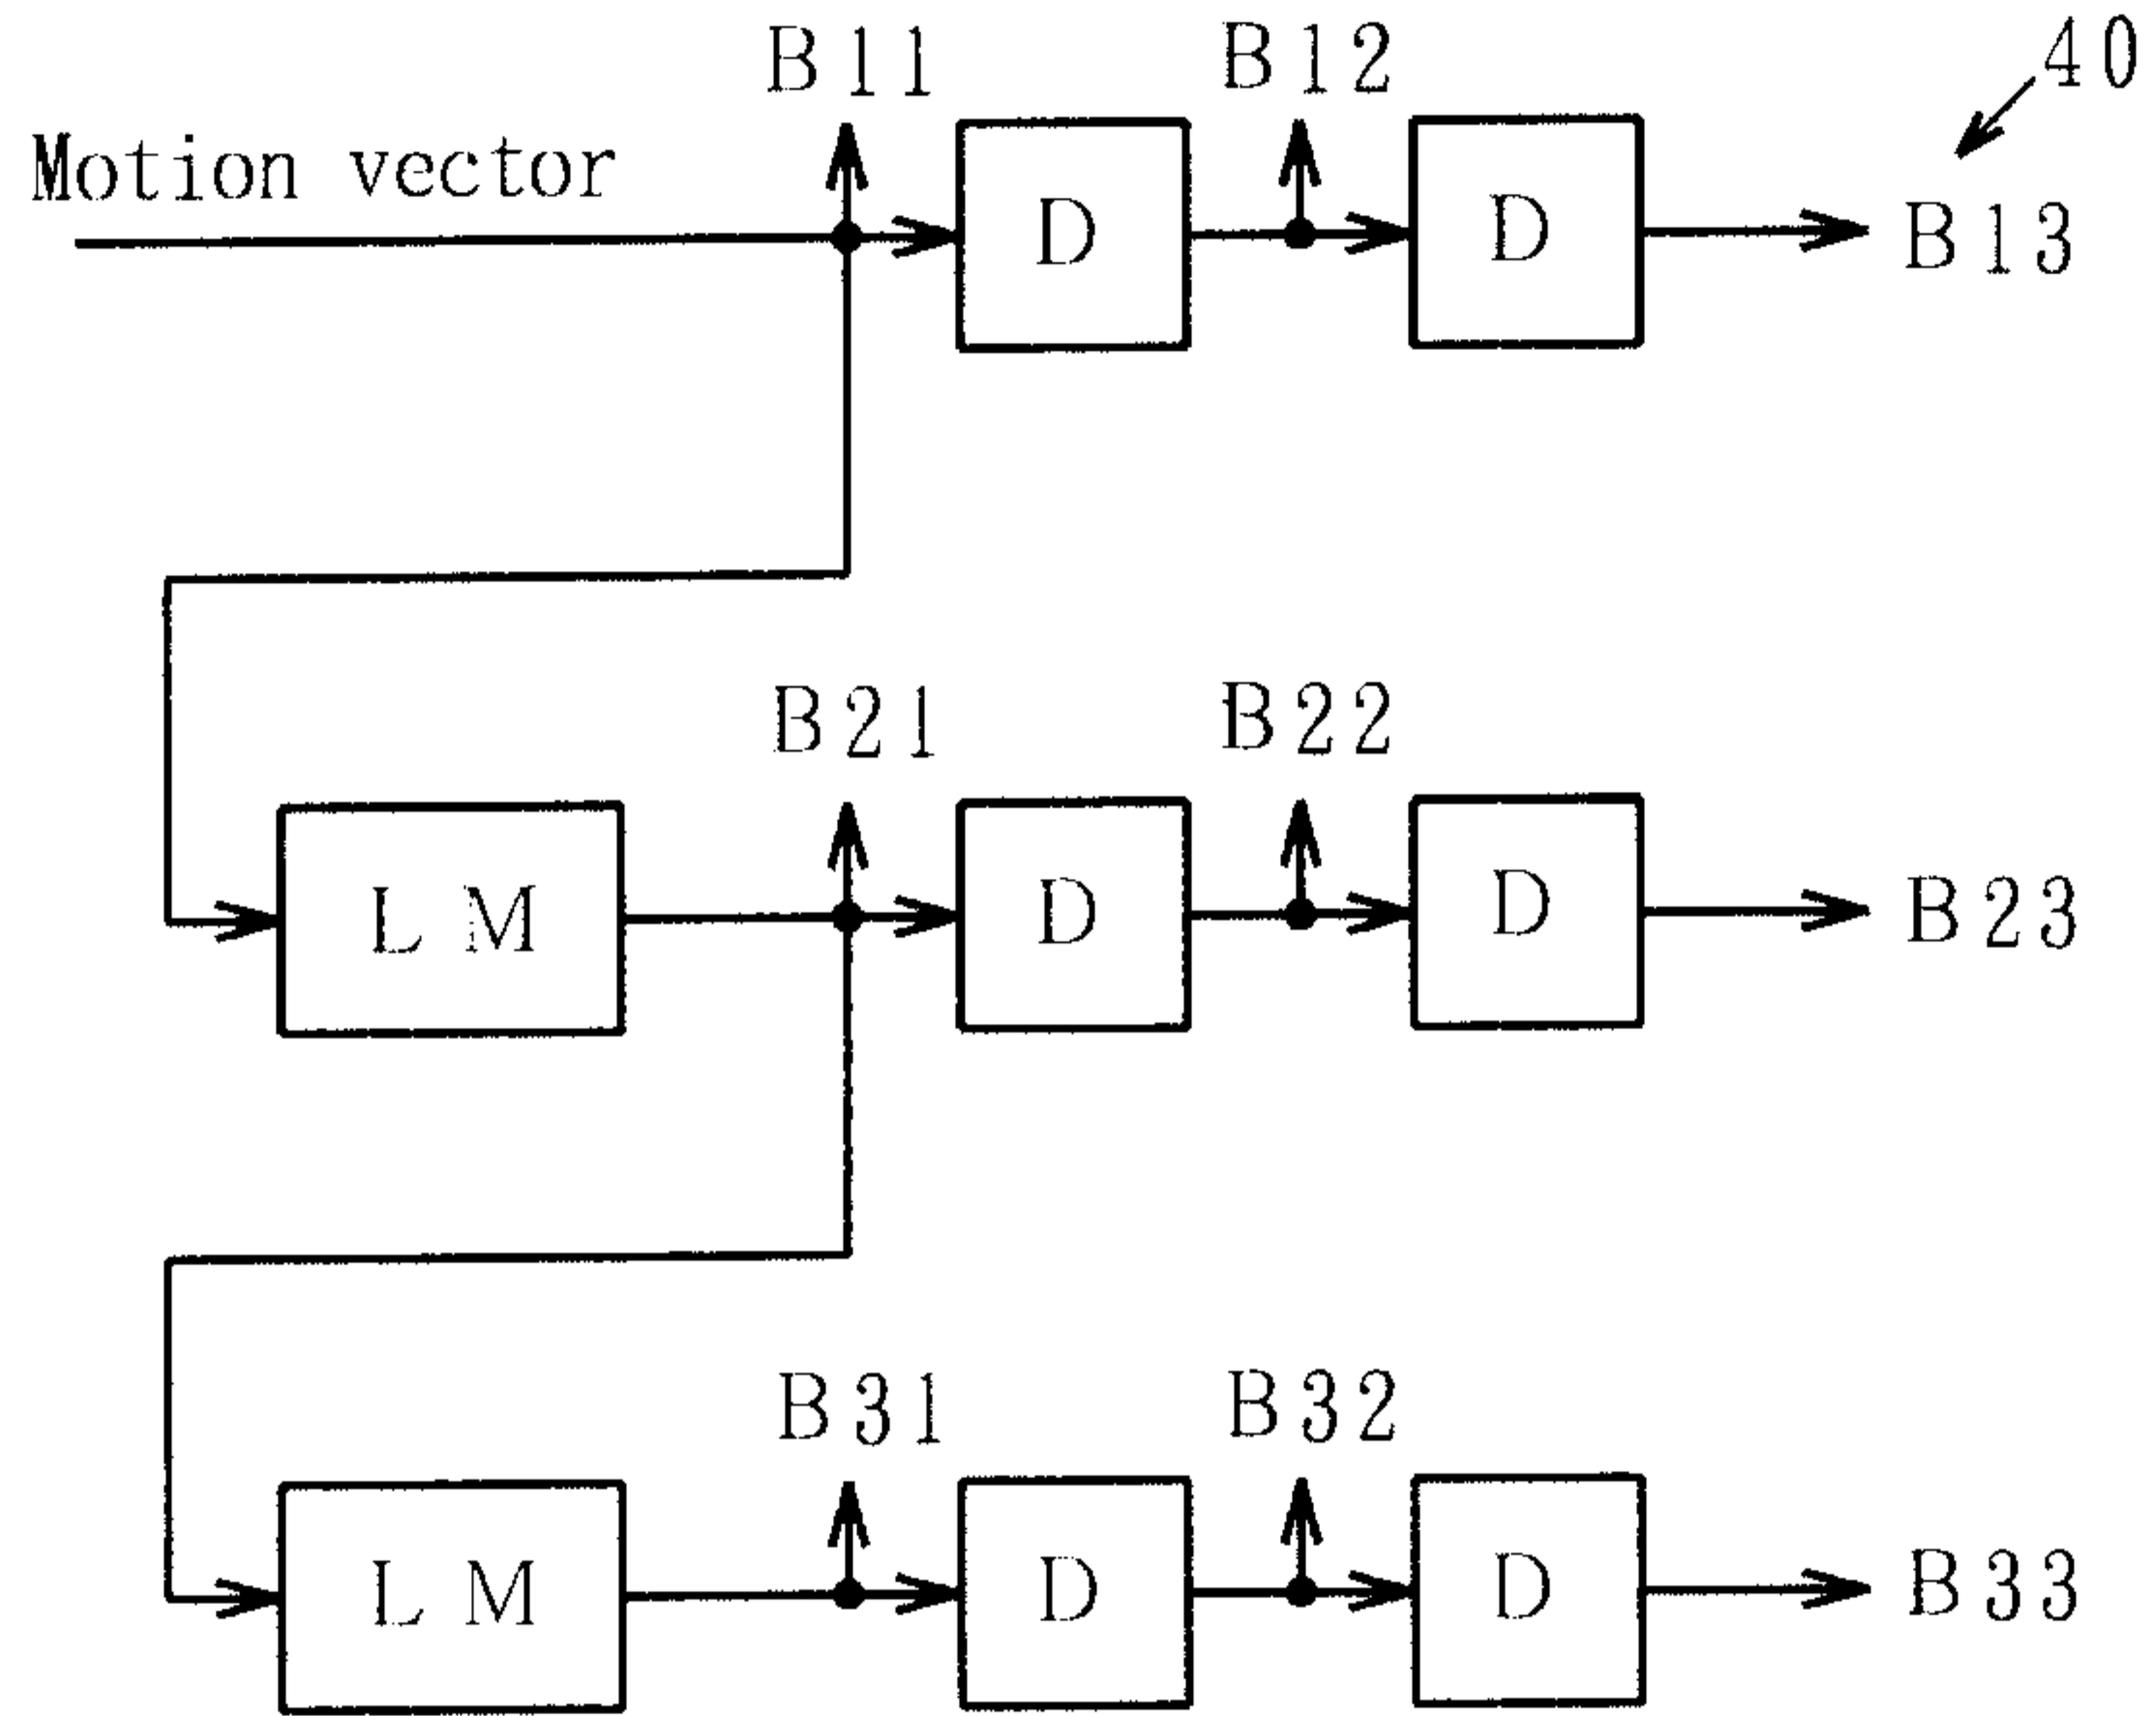 B11 B12 40
Motion vector
D D B13
B21 B22
LM D D B23
B31 B32
LM D D B33